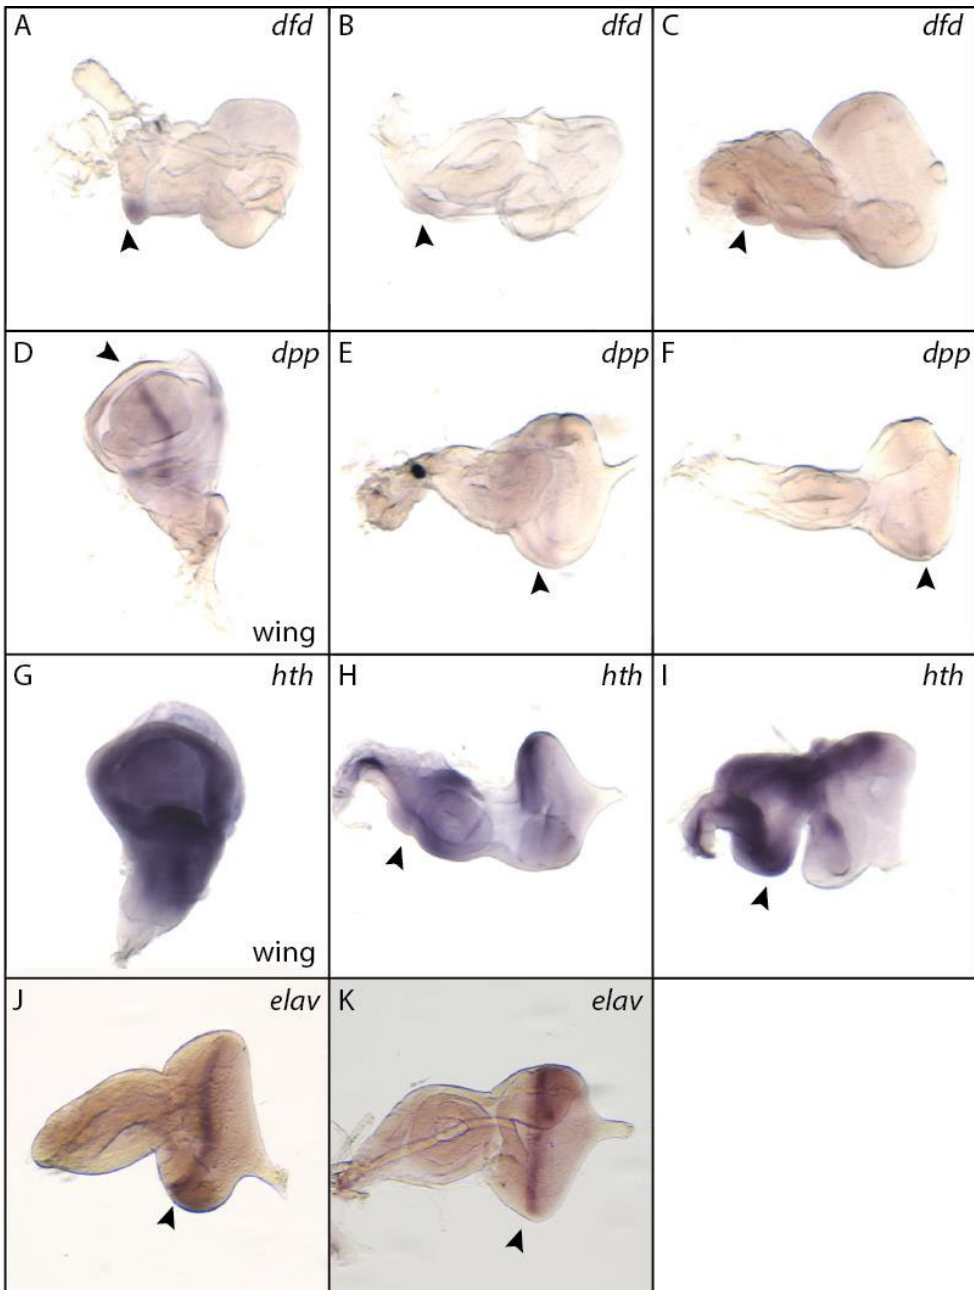 A dfd
B dfd
C dfd
D dpp
wing
E dpp
F dpp
G hth
wing
H hth
I hth
J elav
K elav